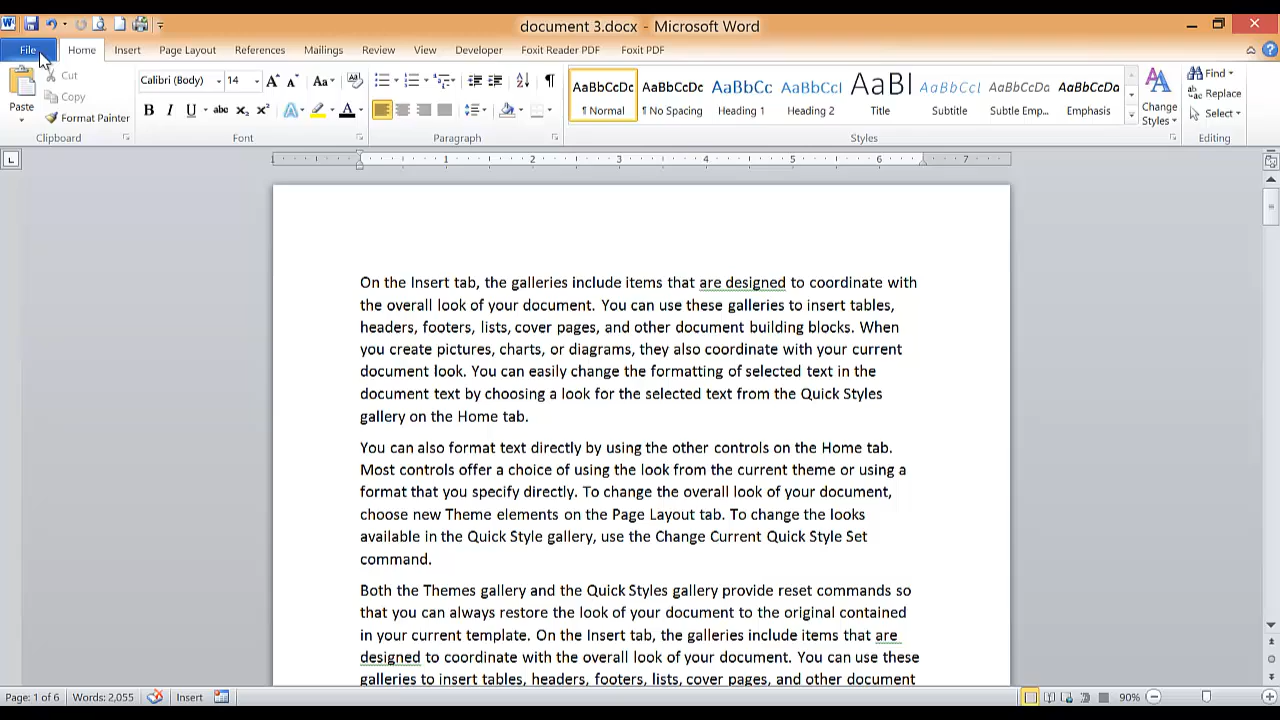 document 3.docx - Microsoft Word
File Home Insert Page Layout References Mailings Review View Developer Foxit Reader PDF Foxit PDF
Paste
Cut
Copy
Format Painter
Clipboard
Calibri (Body) 14
Font
Paragraph
AaBbCcDc AaBbCcDc AaBbCc AaBbCcI AaBI AaBbCcI AaBbCcDc AaBbCcDc
¶ Normal ¶ No Spacing Heading 1 Heading 2 Title Subtitle Subtle Emp... Emphasis
Change
Styles
Styles
Find
Replace
Select
Editing
1 1 2 3 4 5 6 7
On the Insert tab, the galleries include items that are designed to coordinate with
the overall look of your document. You can use these galleries to insert tables,
headers, footers, lists, cover pages, and other document building blocks. When
you create pictures, charts, or diagrams, they also coordinate with your current
document look. You can easily change the formatting of selected text in the
document text by choosing a look for the selected text from the Quick Styles
gallery on the Home tab.
You can also format text directly by using the other controls on the Home tab.
Most controls offer a choice of using the look from the current theme or using a
format that you specify directly. To change the overall look of your document,
choose new Theme elements on the Page Layout tab. To change the looks
available in the Quick Style gallery, use the Change Current Quick Style Set
command.
Both the Themes gallery and the Quick Styles gallery provide reset commands so
that you can always restore the look of your document to the original contained
in your current template. On the Insert tab, the galleries include items that are
designed to coordinate with the overall look of your document. You can use these
galleries to insert tables, headers, footers, lists, cover pages, and other document
Page: 1 of 6 Words: 2,055 Insert 90%